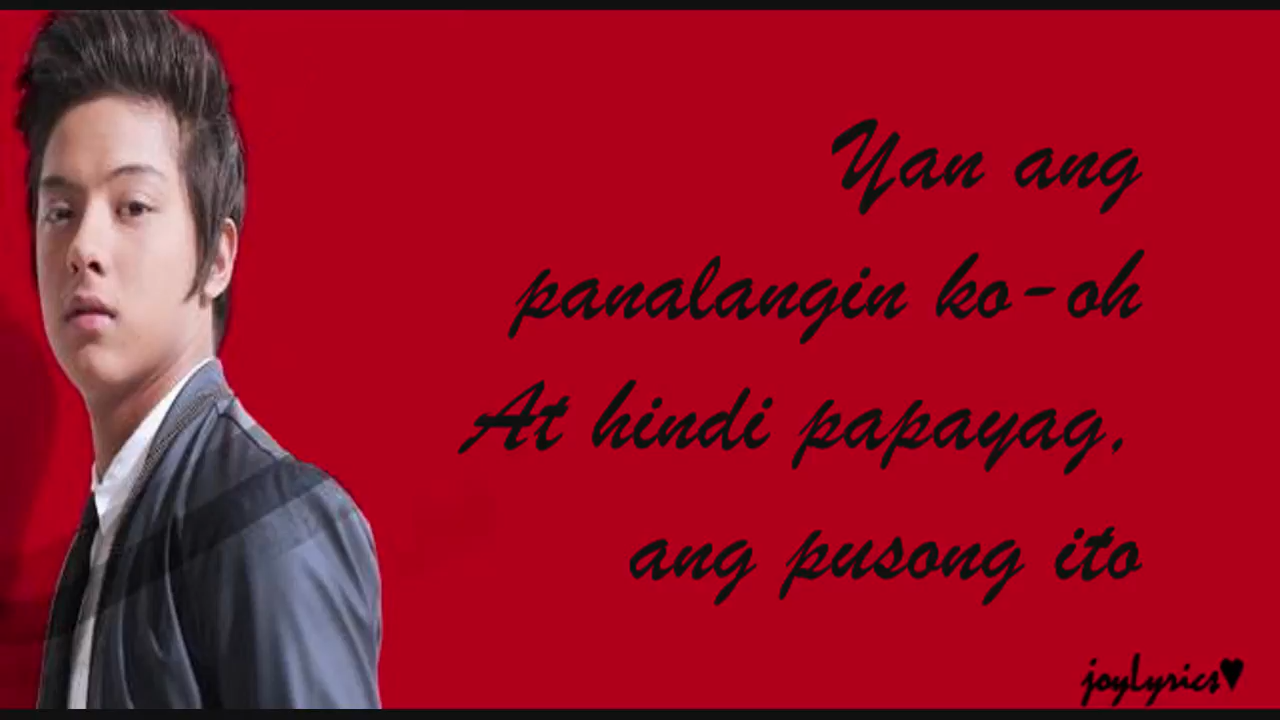 Yan ang
panalangin ko-oh
At hindi papayag,
ang pusong ito
joyLyrics♥